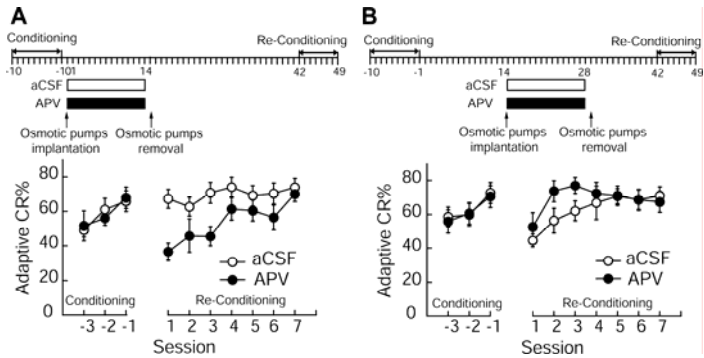 A
Conditioning
Re-Conditioning
-10 -101 14 42 49
aCSF
APV
Osmotic pumps implantation
Osmotic pumps removal
Adaptive CR%
80
60
40
20
0
aCSF
APV
Conditioning
Re-Conditioning
-3 -2 -1 1 2 3 4 5 6 7
Session
B
Conditioning
Re-Conditioning
-10 -1 14 28 42 49
aCSF
APV
Osmotic pumps implantation
Osmotic pumps removal
Adaptive CR%
80
60
40
20
0
aCSF
APV
Conditioning
Re-Conditioning
-3 -2 -1 1 2 3 4 5 6 7
Session